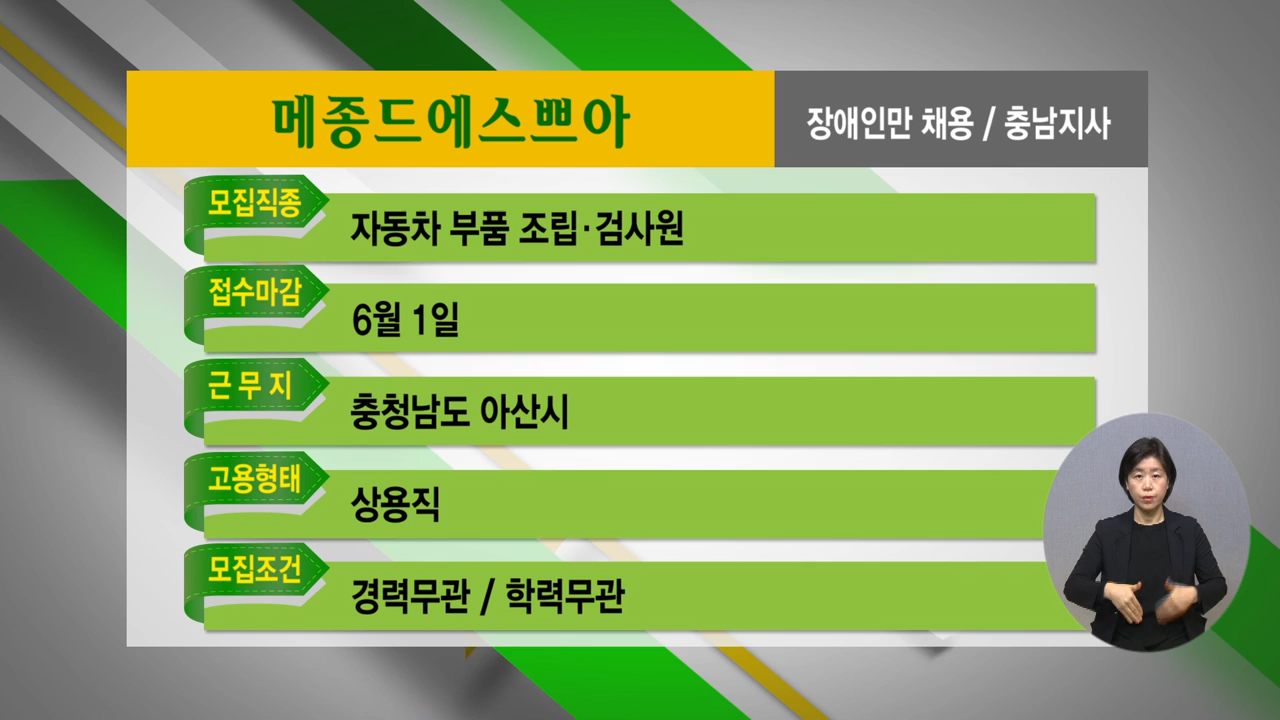 메종드에스쁘아
장애인만 채용 / 충남지사
모집직종
자동차 부품 조립·검사원
접수마감
6월 1일
근 무 지
충청남도 아산시
고용형태
상용직
모집조건
경력무관 / 학력무관